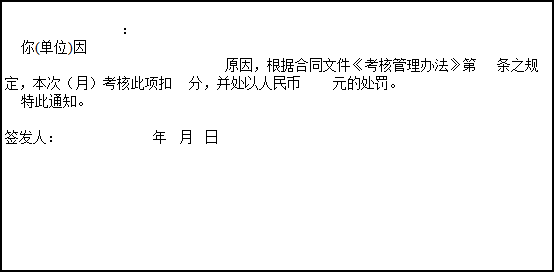 ：
你(单位)因
原因，根据合同文件《考核管理办法》第 条之规
定，本次（月）考核此项扣 分，并处以人民币 元的处罚。
特此通知。
签发人： 年 月 日